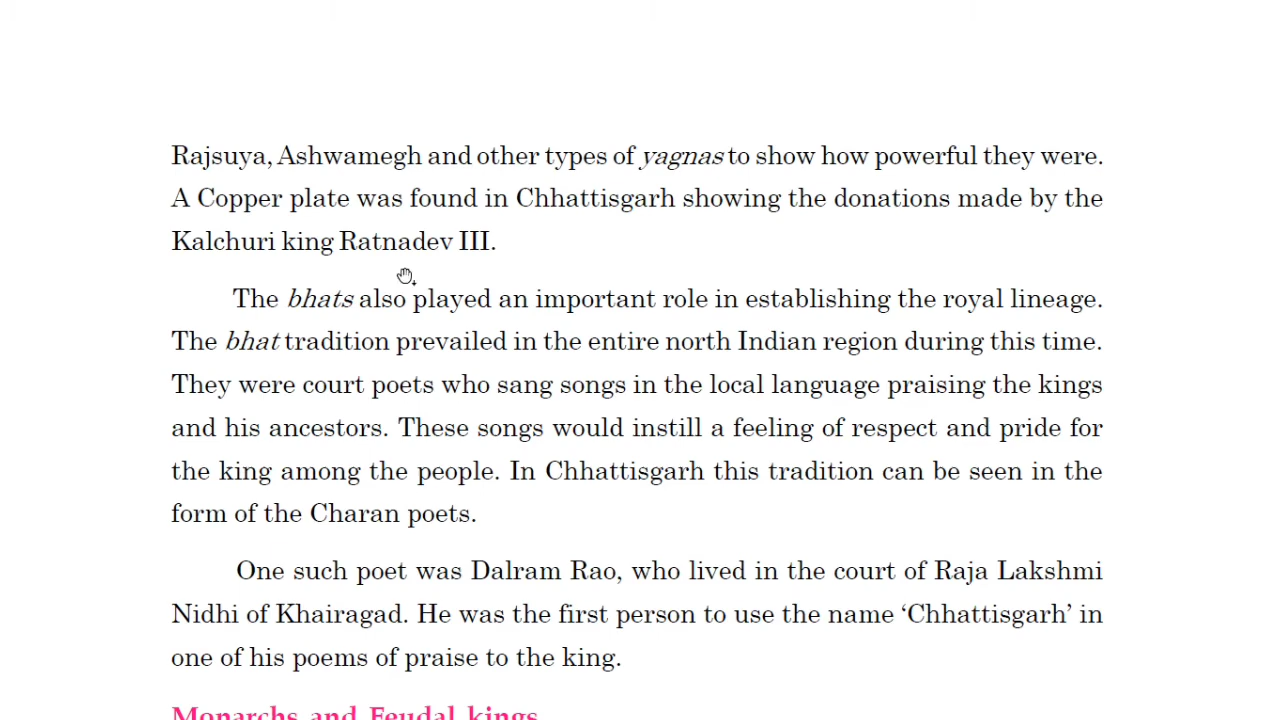 Rajsuya, Ashwamegh and other types of yagnas to show how powerful they were.
A Copper plate was found in Chhattisgarh showing the donations made by the
Kalchuri king Ratnadev III.
The bhats also played an important role in establishing the royal lineage.
The bhat tradition prevailed in the entire north Indian region during this time.
They were court poets who sang songs in the local language praising the kings
and his ancestors. These songs would instill a feeling of respect and pride for
the king among the people. In Chhattisgarh this tradition can be seen in the
form of the Charan poets.
One such poet was Dalram Rao, who lived in the court of Raja Lakshmi
Nidhi of Khairagad. He was the first person to use the name ‘Chhattisgarh’ in
one of his poems of praise to the king.
Monarchs and Feudal kings